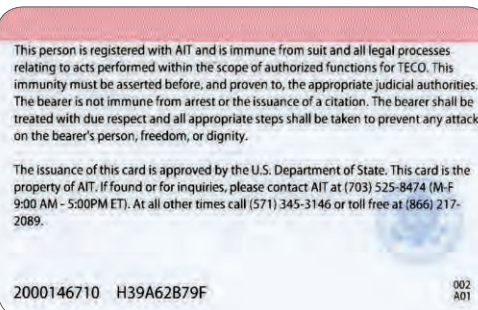 This person is registered with AIT and is immune from suit and all legal processes
relating to acts performed within the scope of authorized functions for TECO. This
immunity must be asserted before, and proven to, the appropriate judicial authorities.
The bearer is not immune from arrest or the issuance of a citation. The bearer shall be
treated with due respect and all appropriate steps shall be taken to prevent any attack
on the bearer's person, freedom, or dignity.
The issuance of this card is approved by the U.S. Department of State. This card is the
property of AIT. If found or for inquiries, please contact AIT at (703) 525-8474 (M-F
9:00 AM - 5:00PM ET). At all other times call (571) 345-3146 or toll free at (866) 217-
2089.
2000146710 H39A62B79F
002
A01